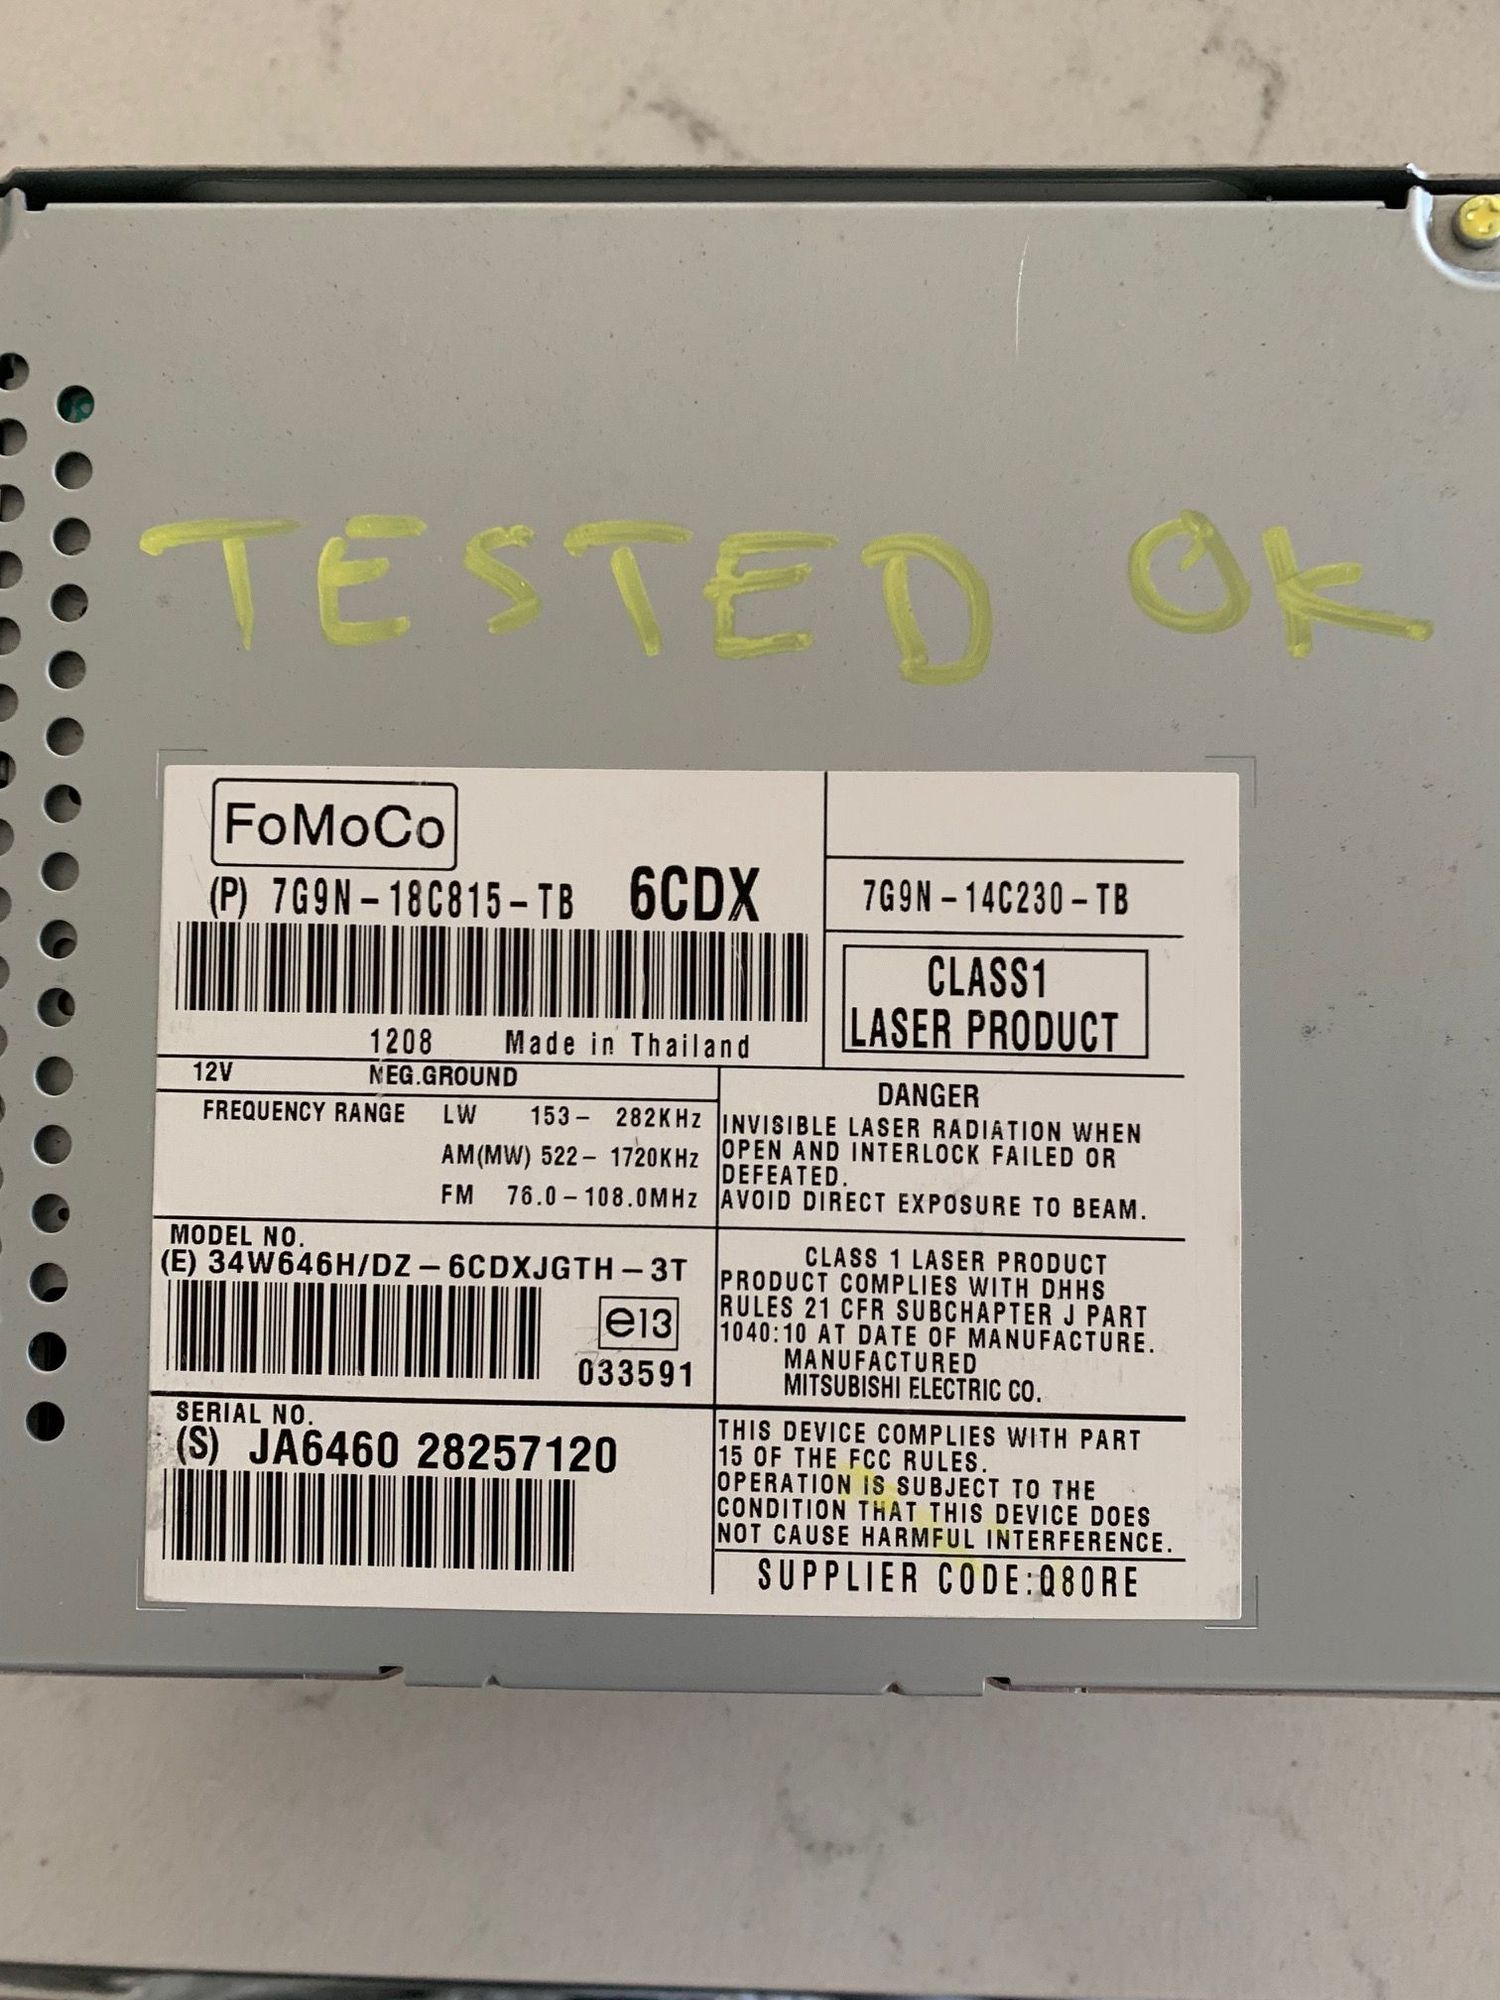 TESTED OK
FoMoCo
(P) 7G9N-18C815-TB 6CDX
7G9N-14C230-TB
CLASS1
LASER PRODUCT
1208 Made in Thailand
12V NEG.GROUND
FREQUENCY RANGE LW 153- 282KHz
AM(MW) 522- 1720KHz
FM 76.0-108.0MHz
DANGER
INVISIBLE LASER RADIATION WHEN
OPEN AND INTERLOCK FAILED OR
DEFEATED.
AVOID DIRECT EXPOSURE TO BEAM.
MODEL NO.
(E) 34W646H/DZ-6CDXJGTH-3T
e13
033591
CLASS 1 LASER PRODUCT
PRODUCT COMPLIES WITH DHHS
RULES 21 CFR SUBCHAPTER J PART
1040:10 AT DATE OF MANUFACTURE.
MANUFACTURED
MITSUBISHI ELECTRIC CO.
SERIAL NO.
(S) JA6460 28257120
THIS DEVICE COMPLIES WITH PART
15 OF THE FCC RULES.
OPERATION IS SUBJECT TO THE
CONDITION THAT THIS DEVICE DOES
NOT CAUSE HARMFUL INTERFERENCE.
SUPPLIER CODE:Q80RE